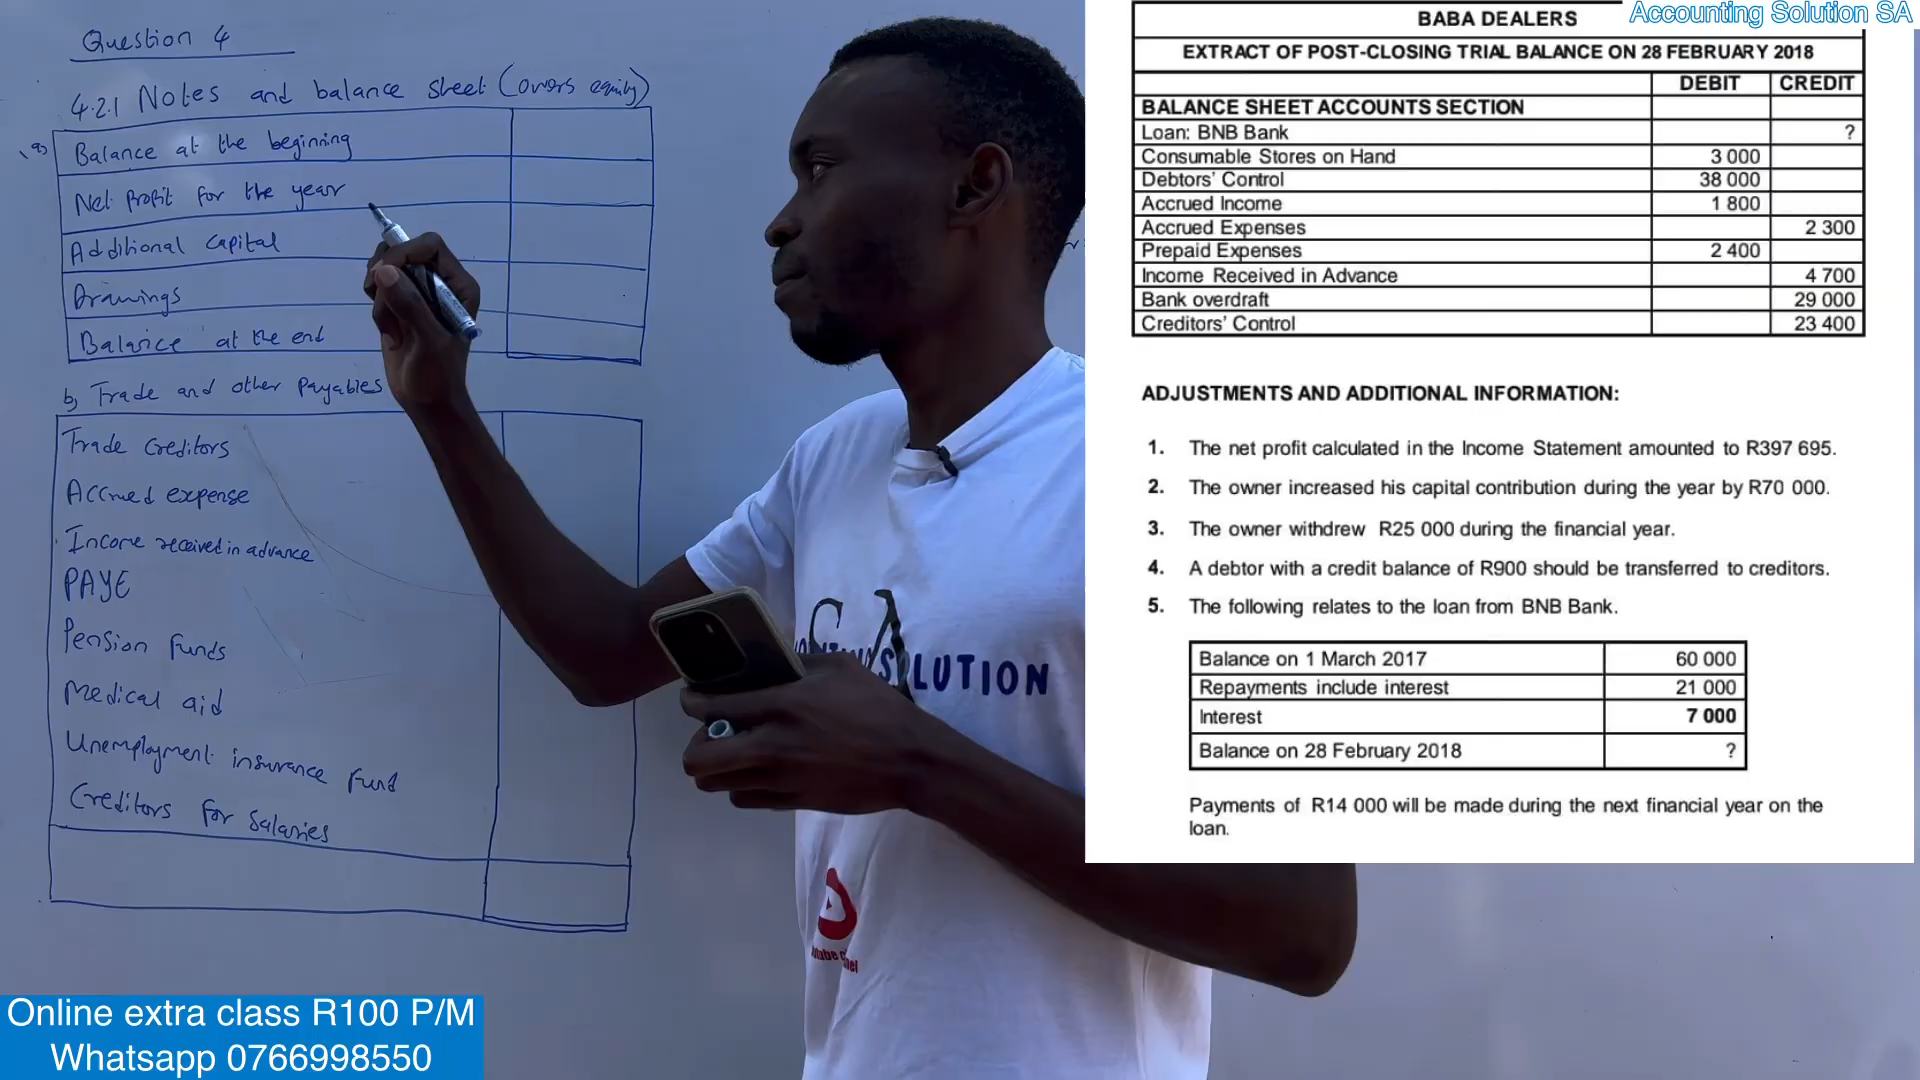 Question 4
4.2.1 Notes and balance sheet (owners equity)
a)
Balance at the beginning
Net Profit for the year
Additional Capital
Drawings
Balance at the end
b) Trade and other Payables
Trade creditors
Accrued expense
Income received in advance
PAYE
Pension Funds
Medical aid
Unemployment insurance Fund
Creditors for Salaries
SOLUTION
Online extra class R100 P/M
Whatsapp 0766998550
Accounting Solution SA
BABA DEALERS
EXTRACT OF POST-CLOSING TRIAL BALANCE ON 28 FEBRUARY 2018
DEBIT CREDIT
BALANCE SHEET ACCOUNTS SECTION
Loan: BNB Bank ?
Consumable Stores on Hand 3 000
Debtors' Control 38 000
Accrued Income 1 800
Accrued Expenses 2 300
Prepaid Expenses 2 400
Income Received in Advance 4 700
Bank overdraft 29 000
Creditors' Control 23 400
ADJUSTMENTS AND ADDITIONAL INFORMATION:
1. The net profit calculated in the Income Statement amounted to R397 695.
2. The owner increased his capital contribution during the year by R70 000.
3. The owner withdrew R25 000 during the financial year.
4. A debtor with a credit balance of R900 should be transferred to creditors.
5. The following relates to the loan from BNB Bank.
Balance on 1 March 2017 60 000
Repayments include interest 21 000
Interest 7 000
Balance on 28 February 2018 ?
Payments of R14 000 will be made during the next financial year on the
loan.